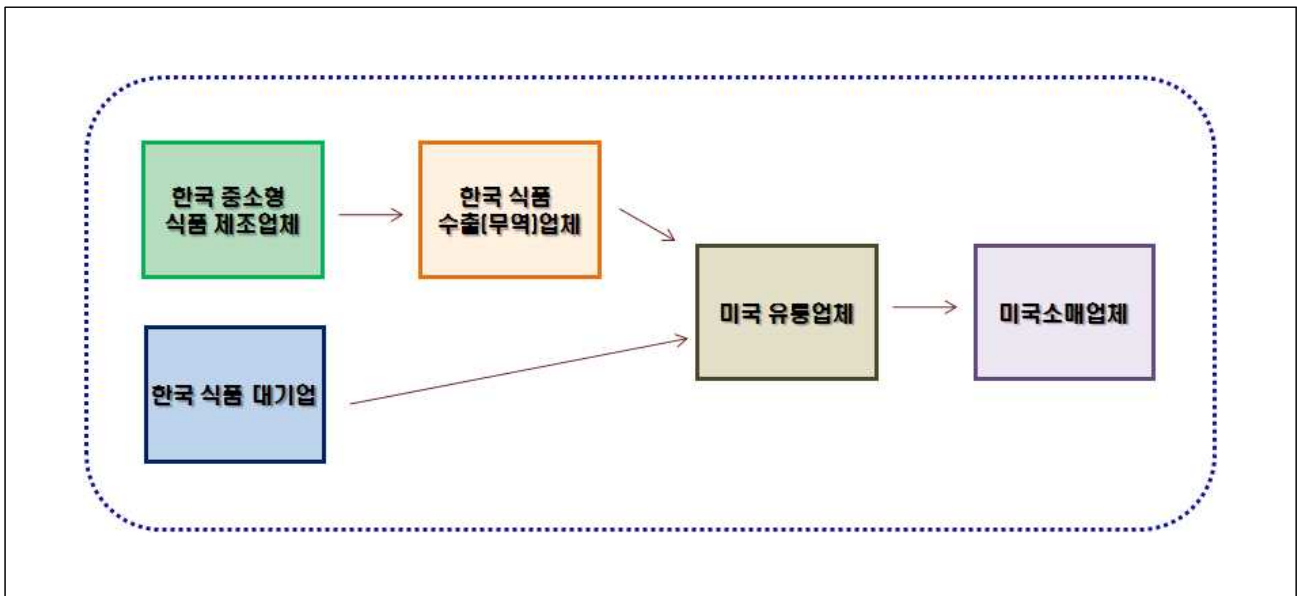 한국 중소형
식품 제조업체
한국 식품
수출(무역)업체
미국 유통업체
미국소매업체
한국 식품 대기업